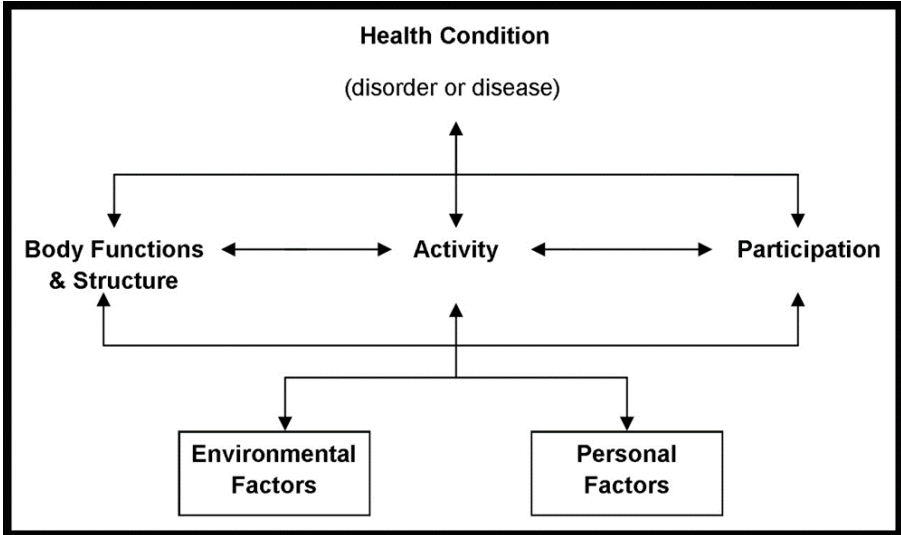 Health Condition
(disorder or disease)
Body Functions
& Structure
Activity
Participation
Environmental
Factors
Personal
Factors